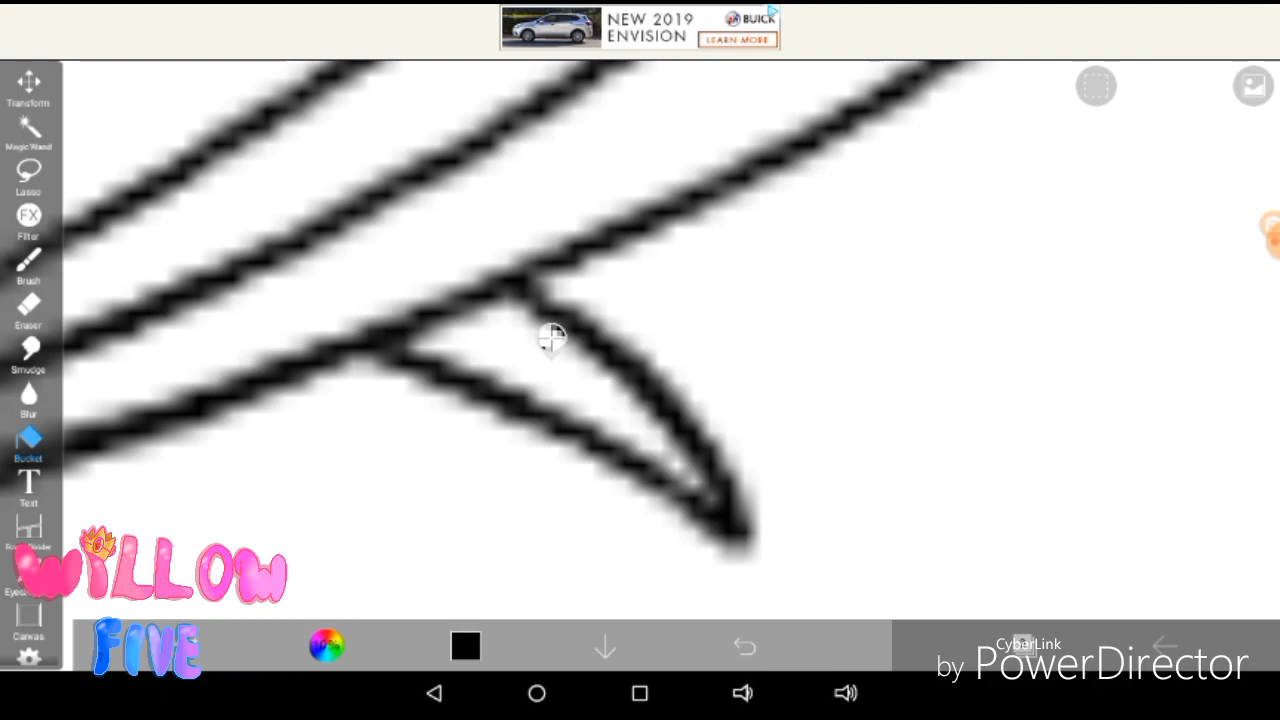 NEW 2019
ENVISION
BUICK
LEARN MORE
Transform
Magic Wand
Lasso
FX
Filter
Brush
Eraser
Smudge
Blur
Bucket
T
Text
Canvas
WiLLOW
FIVE
CyberLink
by PowerDirector